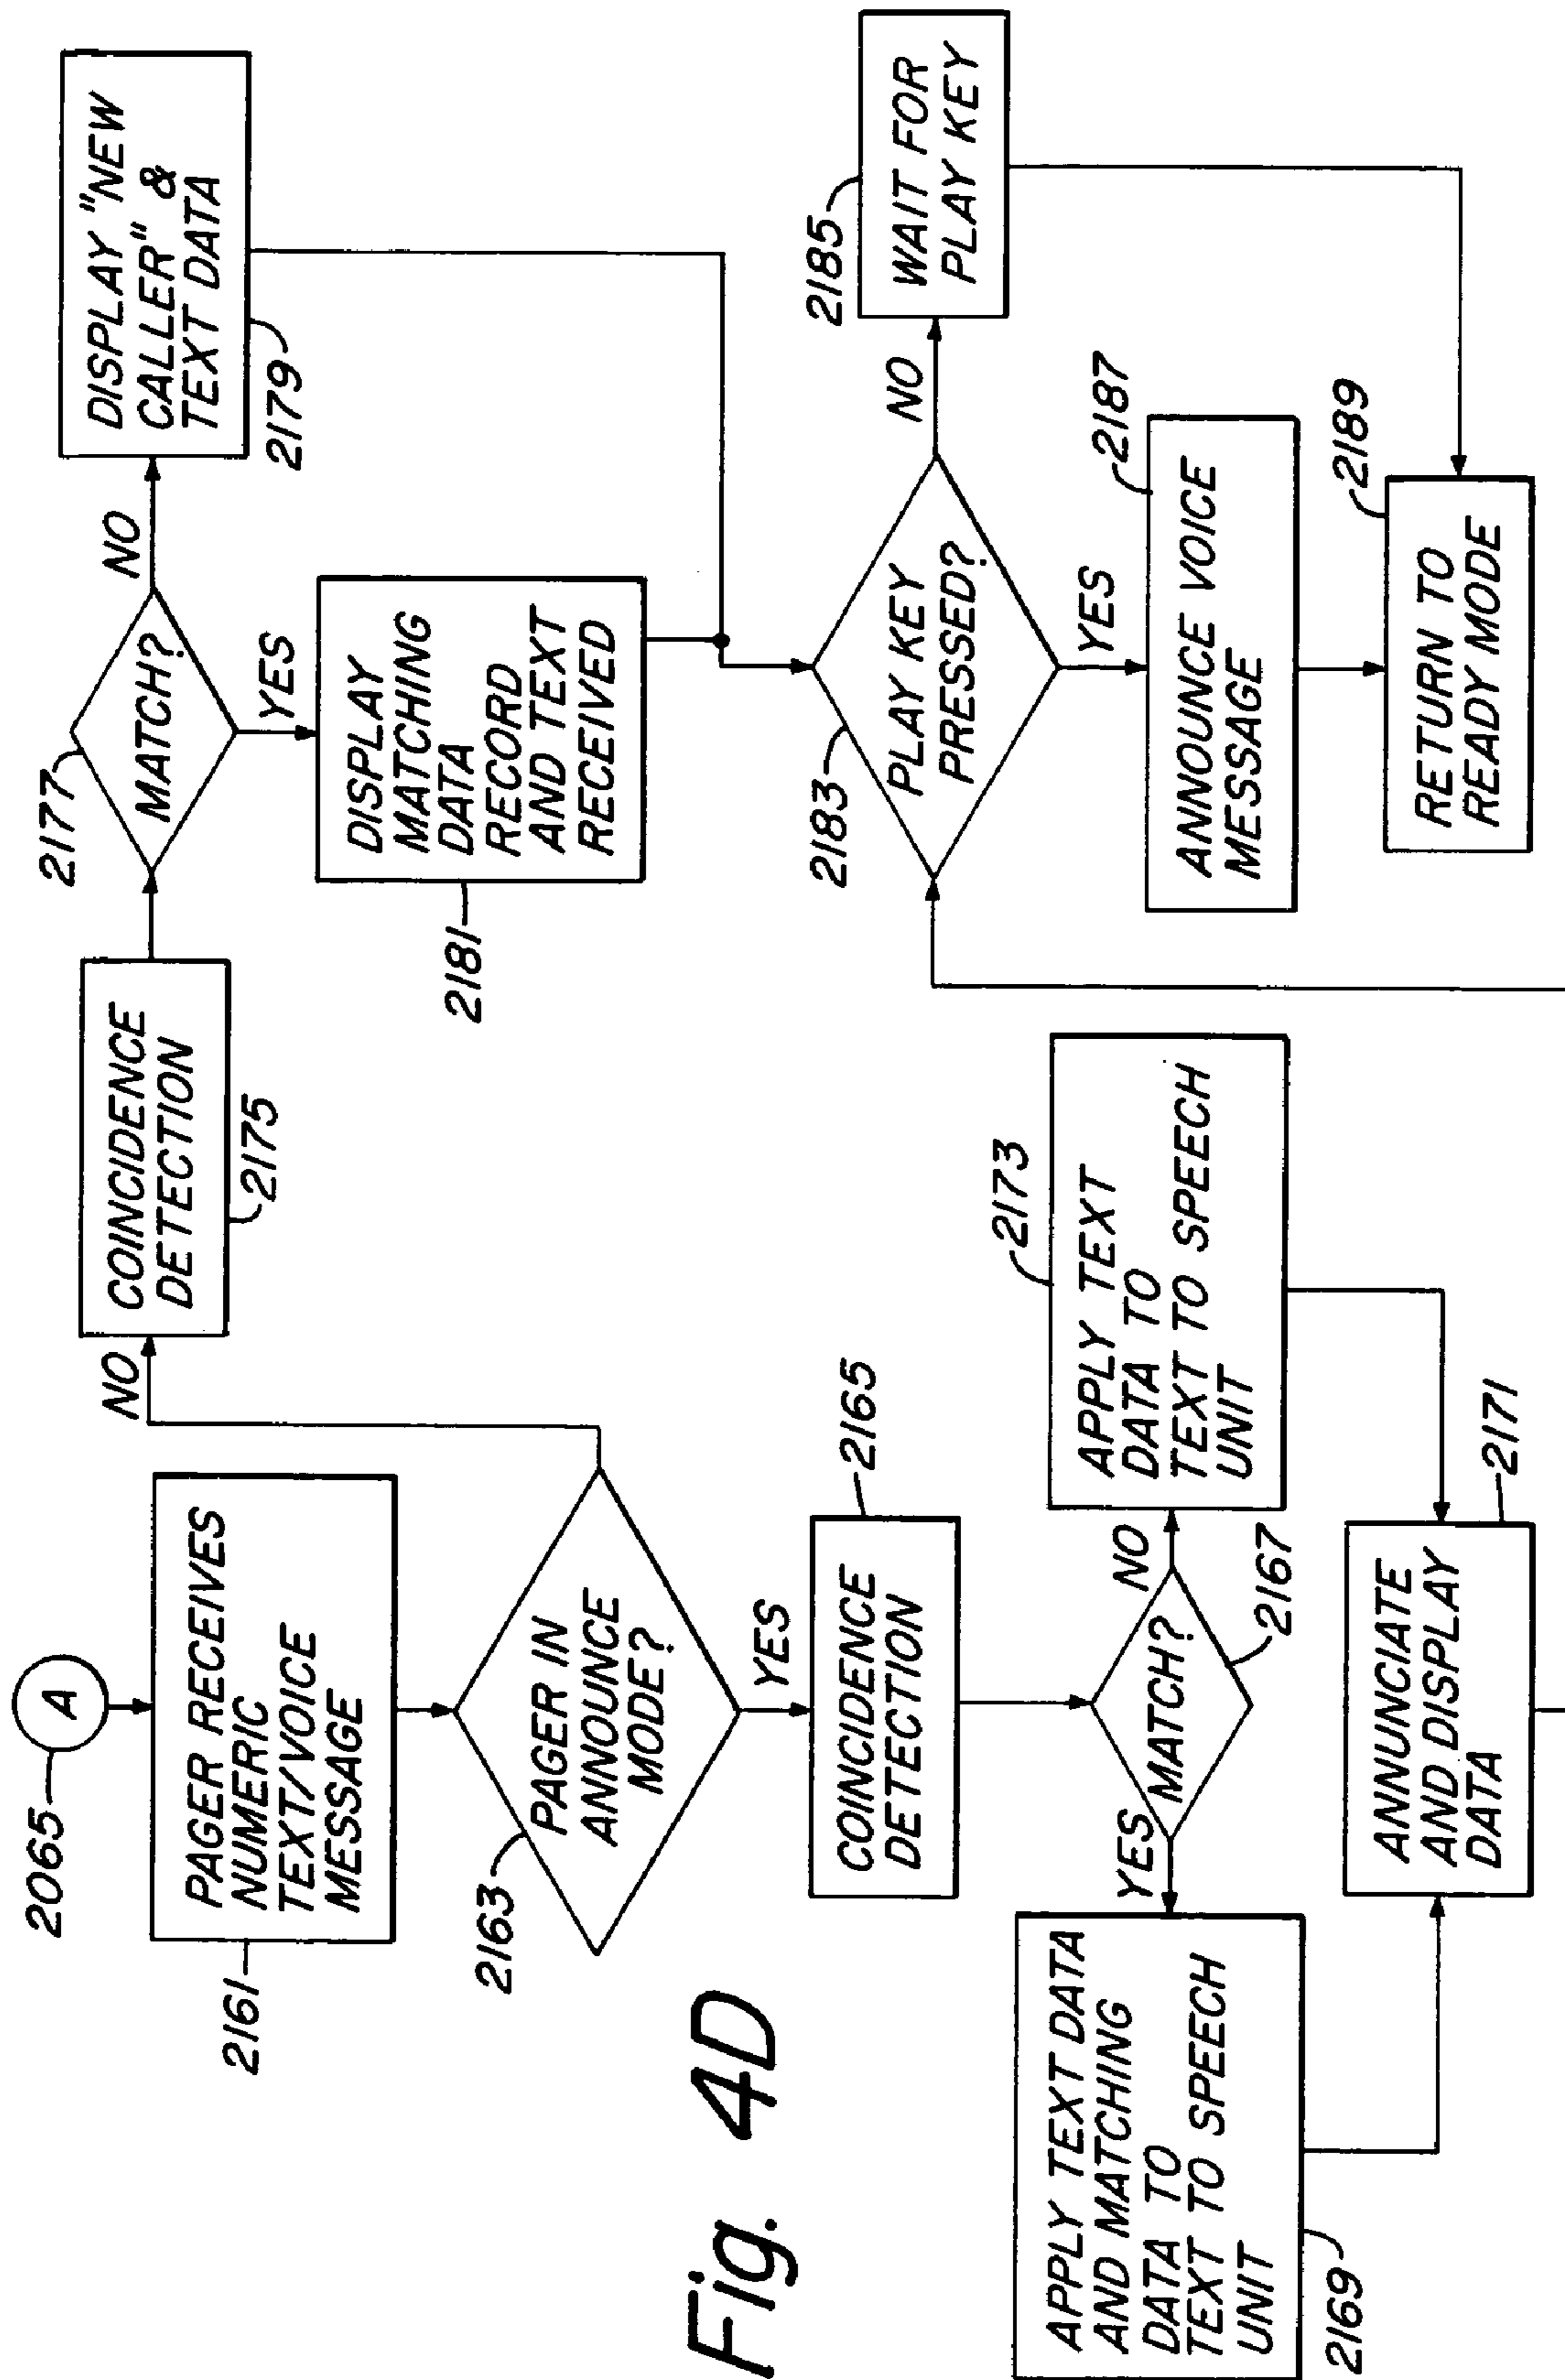 2065
A
PAGER RECEIVES
NUMERIC
TEXT/VOICE
MESSAGE
2161
2163
PAGER IN
ANNOUNCE
MODE?
NO
YES
COINCIDENCE
DETECTION
2165
MATCH?
2167
YES
NO
APPLY TEXT DATA
AND MATCHING
DATA TO
TEXT TO SPEECH
UNIT
2169
2173
APPLY TEXT
DATA TO
TEXT TO SPEECH
UNIT
ANNUNCIATE
AND DISPLAY
DATA
2171
COINCIDENCE
DETECTION
2175
2177
MATCH?
NO
YES
DISPLAY "NEW
CALLER" &
TEXT DATA
2179
DISPLAY
MATCHING
DATA
RECORD
AND TEXT
RECEIVED
2181
2183
PLAY KEY
PRESSED?
NO
YES
2185
WAIT FOR
PLAY KEY
ANNOUNCE VOICE
MESSAGE
2187
RETURN TO
READY MODE
2189
Fig. 4D